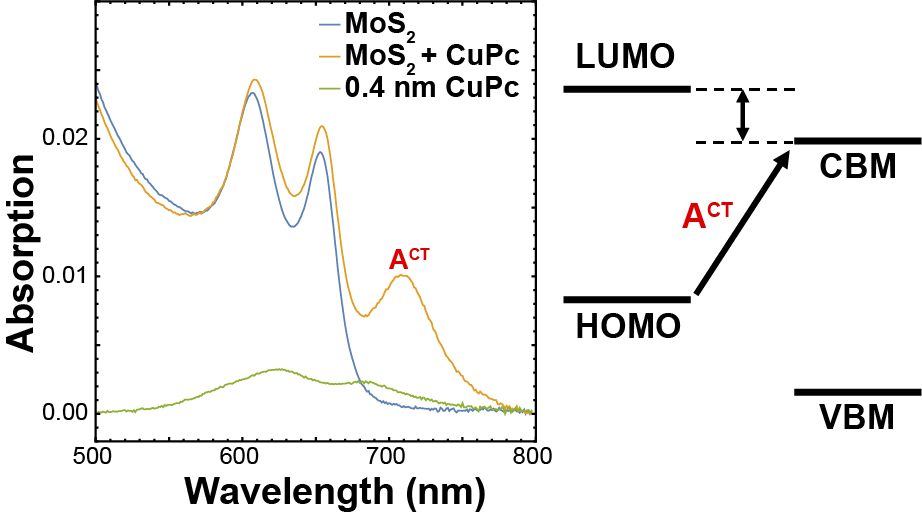 MoS₂
MoS₂ + CuPc
0.4 nm CuPc
0.02
0.01
0.00
Absorption
Aᶜᵀ
500
600
700
800
Wavelength (nm)
LUMO
CBM
Aᶜᵀ
HOMO
VBM